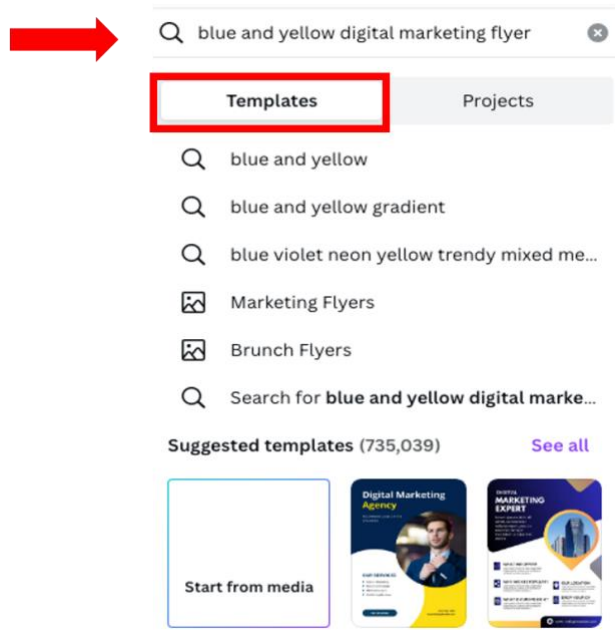 blue and yellow digital marketing flyer
Templates Projects
blue and yellow
blue and yellow gradient
blue violet neon yellow trendy mixed me...
Marketing Flyers
Brunch Flyers
Search for blue and yellow digital marke...
Suggested templates (735,039) See all
Start from media
Digital Marketing
Agency
DIGITAL
MARKETING
EXPERT